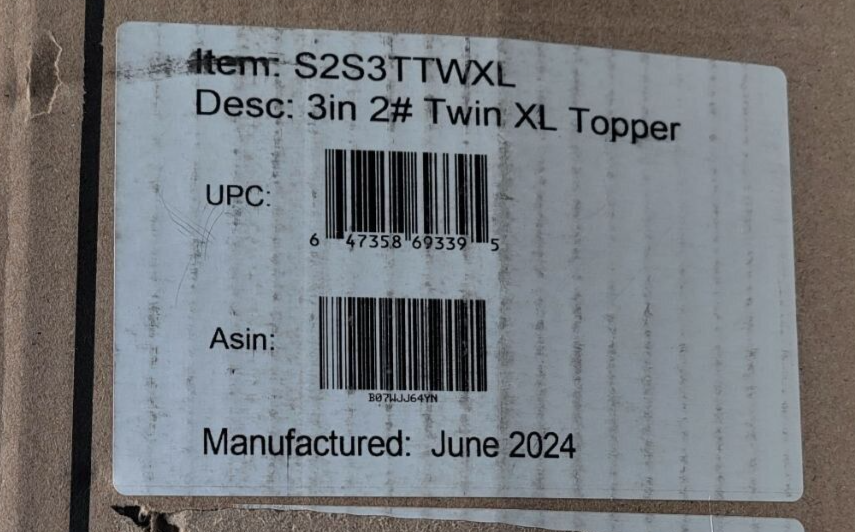 Item: S2S3TTWXL
Desc: 3in 2# Twin XL Topper
UPC:
6 47358 69339 5
Asin:
B07WJJ64YN
Manufactured: June 2024